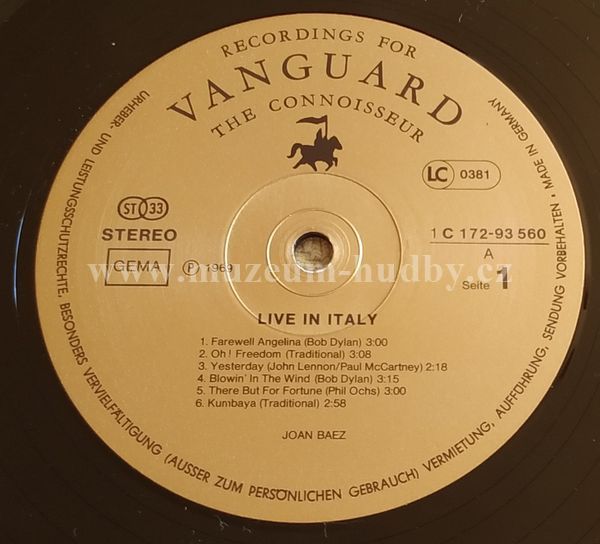 RECORDINGS FOR
VANGUARD
THE CONNOISSEUR
LC 0381
ST 33
STEREO
GEMA
Ⓟ 1969
1 C 172-93 560
A
Seite 1
www.muzeum-hudby.cz
LIVE IN ITALY
1. Farewell Angelina (Bob Dylan) 3:00
2. Oh! Freedom (Traditional) 3:08
3. Yesterday (John Lennon/Paul McCartney) 2:18
4. Blowin' In The Wind (Bob Dylan) 3:15
5. There But For Fortune (Phil Ochs) 3:00
6. Kumbaya (Traditional) 2:58
JOAN BAEZ
URHEBER- UND LEISTUNGSSCHUTZRECHTE, BESONDERS VERVIELFÄLTIGUNG (AUSSER ZUM PERSÖNLICHEN GEBRAUCH) VERMIETUNG, AUFFÜHRUNG, SENDUNG VORBEHALTEN • MADE IN GERMANY